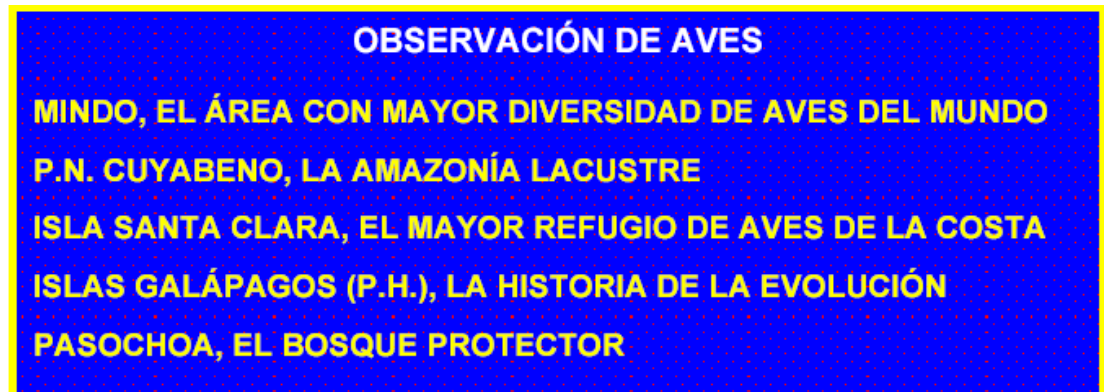 OBSERVACIÓN DE AVES
MINDO, EL ÁREA CON MAYOR DIVERSIDAD DE AVES DEL MUNDO
P.N. CUYABENO, LA AMAZONÍA LACUSTRE
ISLA SANTA CLARA, EL MAYOR REFUGIO DE AVES DE LA COSTA
ISLAS GALÁPAGOS (P.H.), LA HISTORIA DE LA EVOLUCIÓN
PASOCHOA, EL BOSQUE PROTECTOR